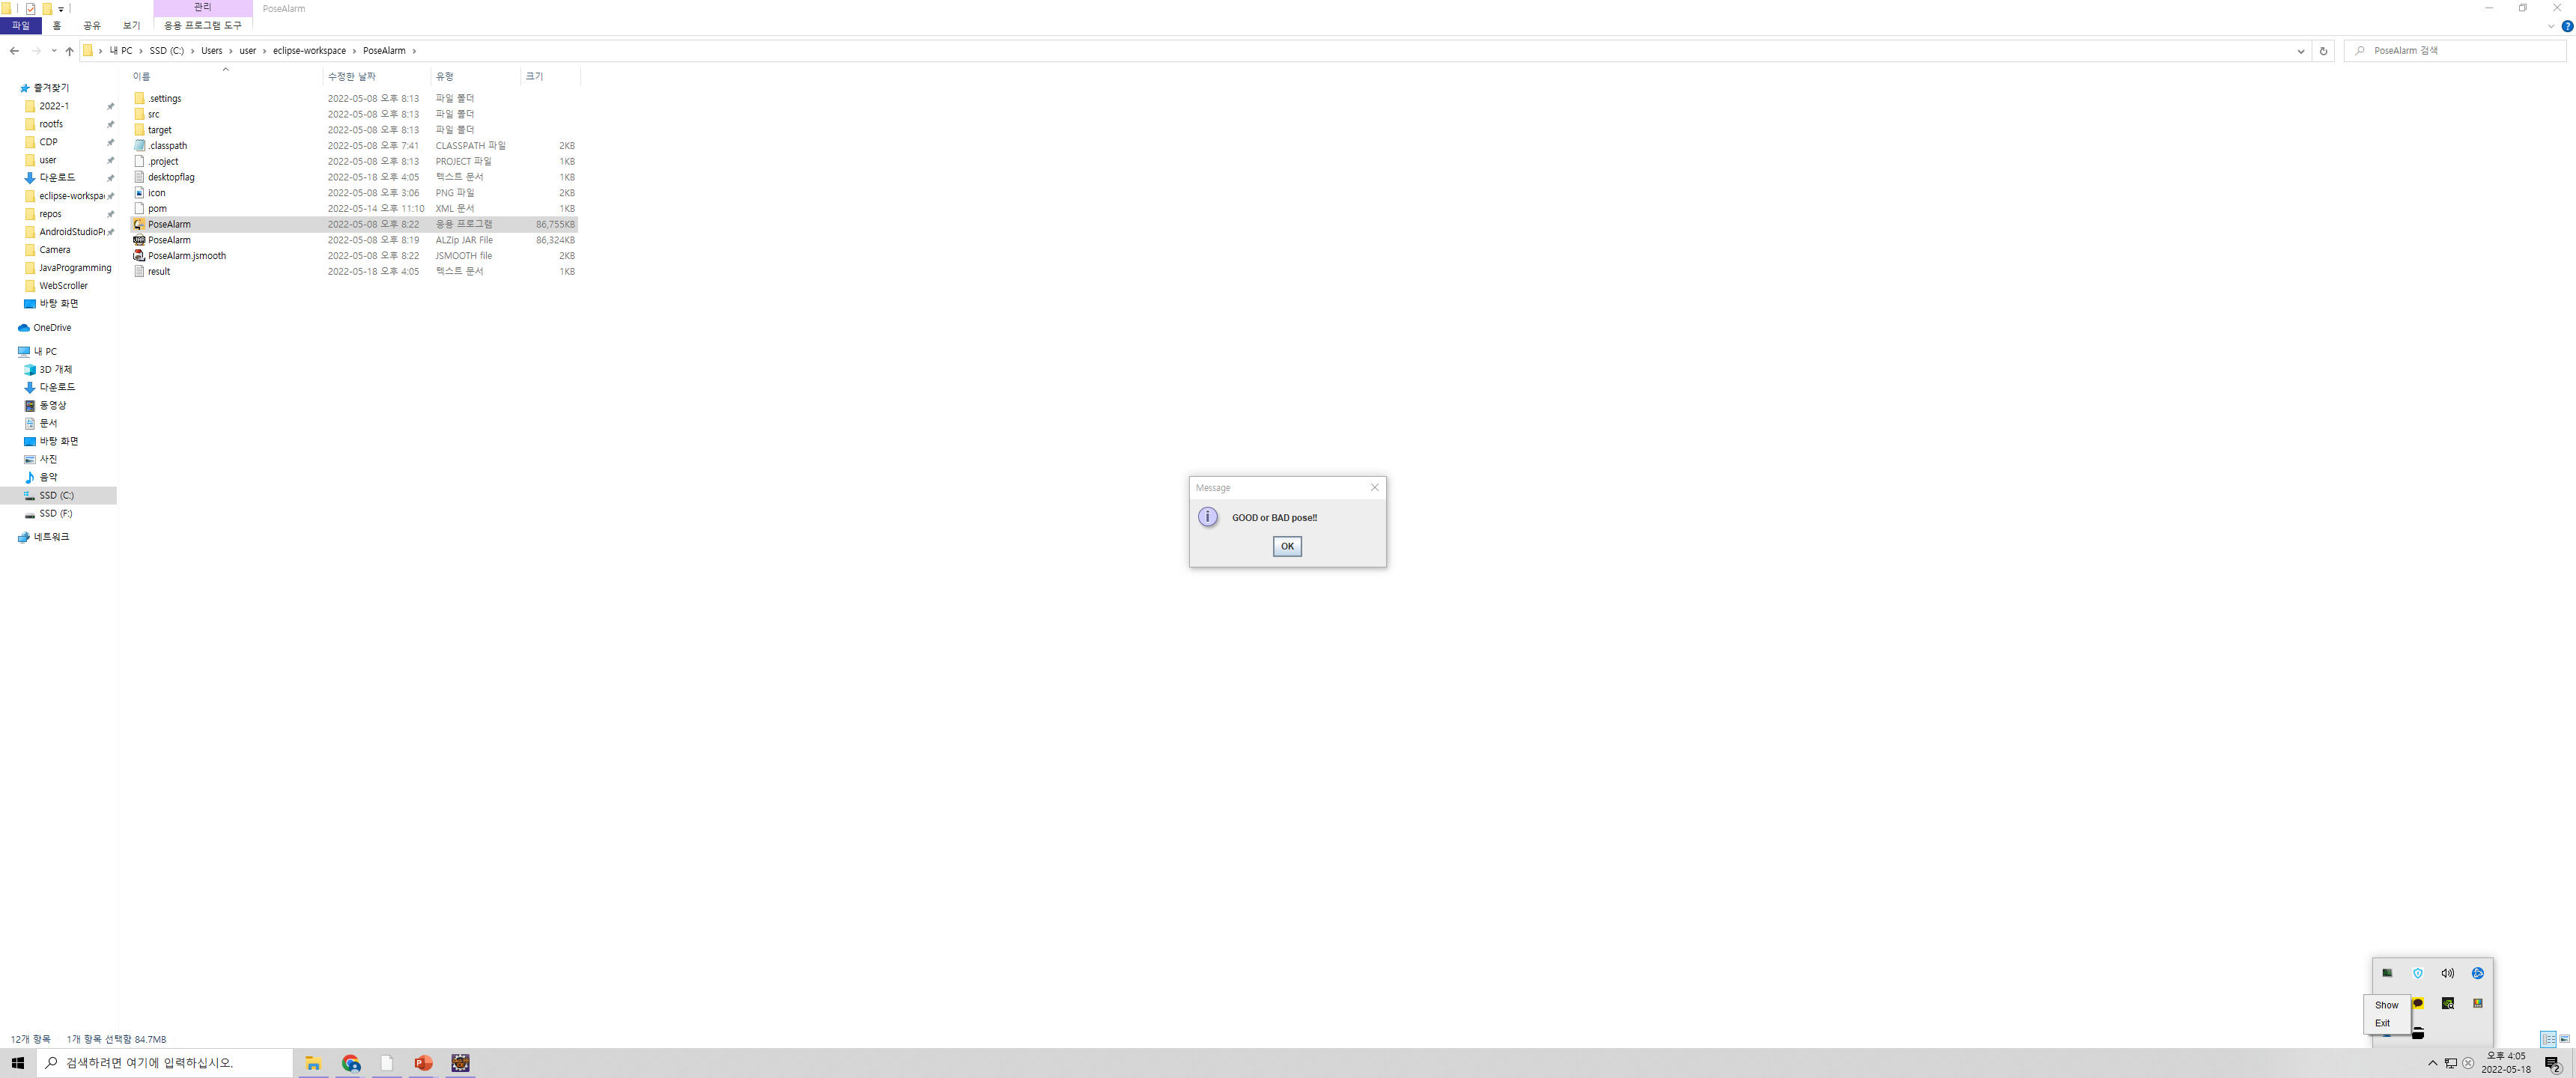 관리
PoseAlarm
파일
홈
공유
보기
응용 프로그램 도구
내 PC
SSD (C:)
Users
user
eclipse-workspace
PoseAlarm
PoseAlarm 검색
이름
수정한 날짜
유형
크기
즐겨찾기
2022-1
rootfs
CDP
user
다운로드
eclipse-workspa
repos
AndroidStudioPr
Camera
JavaProgramming
WebScroller
바탕 화면
OneDrive
내 PC
3D 개체
다운로드
동영상
문서
바탕 화면
사진
음악
SSD (C:)
SSD (F:)
네트워크
.settings 2022-05-08 오후 8:13 파일 폴더
src 2022-05-08 오후 8:13 파일 폴더
target 2022-05-08 오후 8:13 파일 폴더
.classpath 2022-05-08 오후 7:41 CLASSPATH 파일 2KB
.project 2022-05-08 오후 8:13 PROJECT 파일 1KB
desktopflag 2022-05-18 오후 4:05 텍스트 문서 1KB
icon 2022-05-08 오후 3:06 PNG 파일 2KB
pom 2022-05-14 오후 11:10 XML 문서 1KB
PoseAlarm 2022-05-08 오후 8:22 응용 프로그램 86,755KB
PoseAlarm 2022-05-08 오후 8:19 ALZip JAR File 86,324KB
PoseAlarm.jsmooth 2022-05-08 오후 8:22 JSMOOTH file 2KB
result 2022-05-18 오후 4:05 텍스트 문서 1KB
Message
GOOD or BAD pose!!
OK
Show
Exit
12개 항목
1개 항목 선택함 84.7MB
검색하려면 여기에 입력하십시오.
오후 4:05
2022-05-18
2